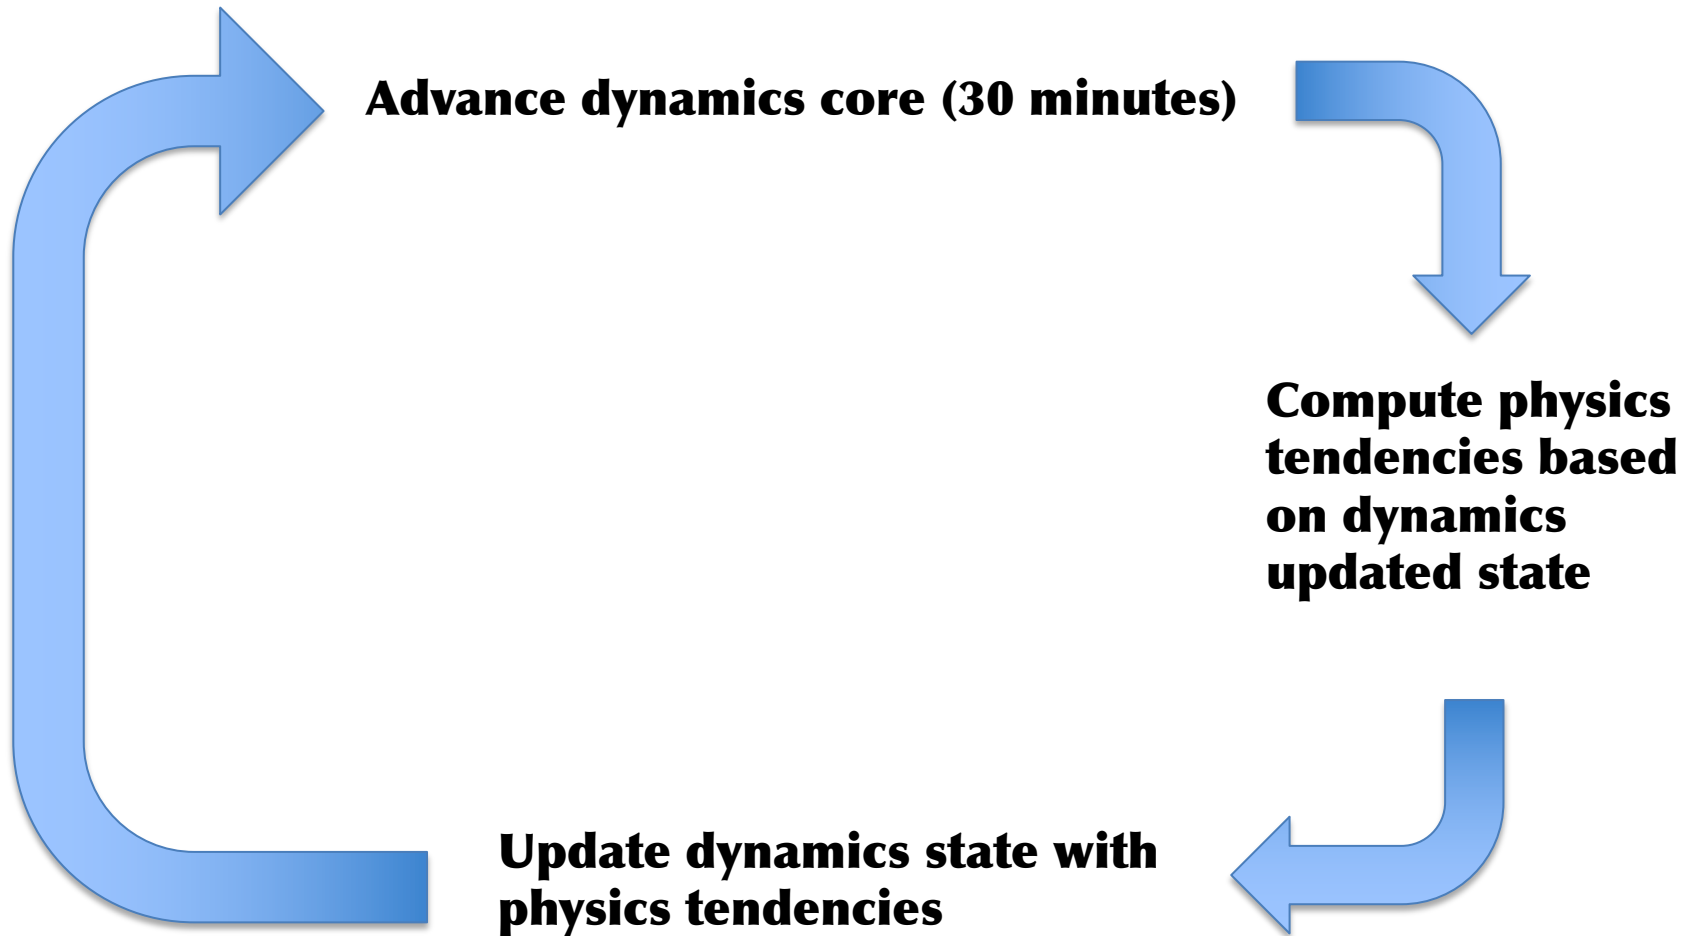 Advance dynamics core (30 minutes)
Compute physics
tendencies based
on dynamics
updated state
Update dynamics state with
physics tendencies